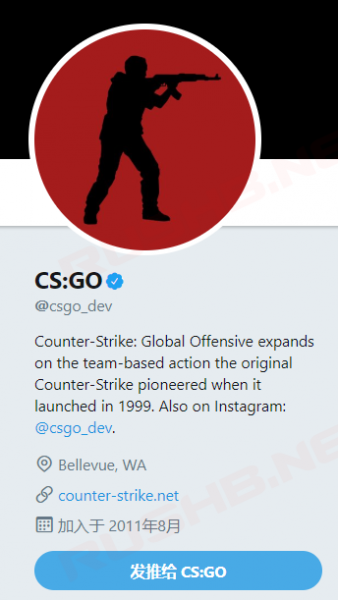 CS:GO
@csgo_dev
Counter-Strike: Global Offensive expands
on the team-based action the original
Counter-Strike pioneered when it
launched in 1999. Also on Instagram:
@csgo_dev.
Bellevue, WA
counter-strike.net
加入于 2011年8月
发推给 CS:GO
RUSHB.NET